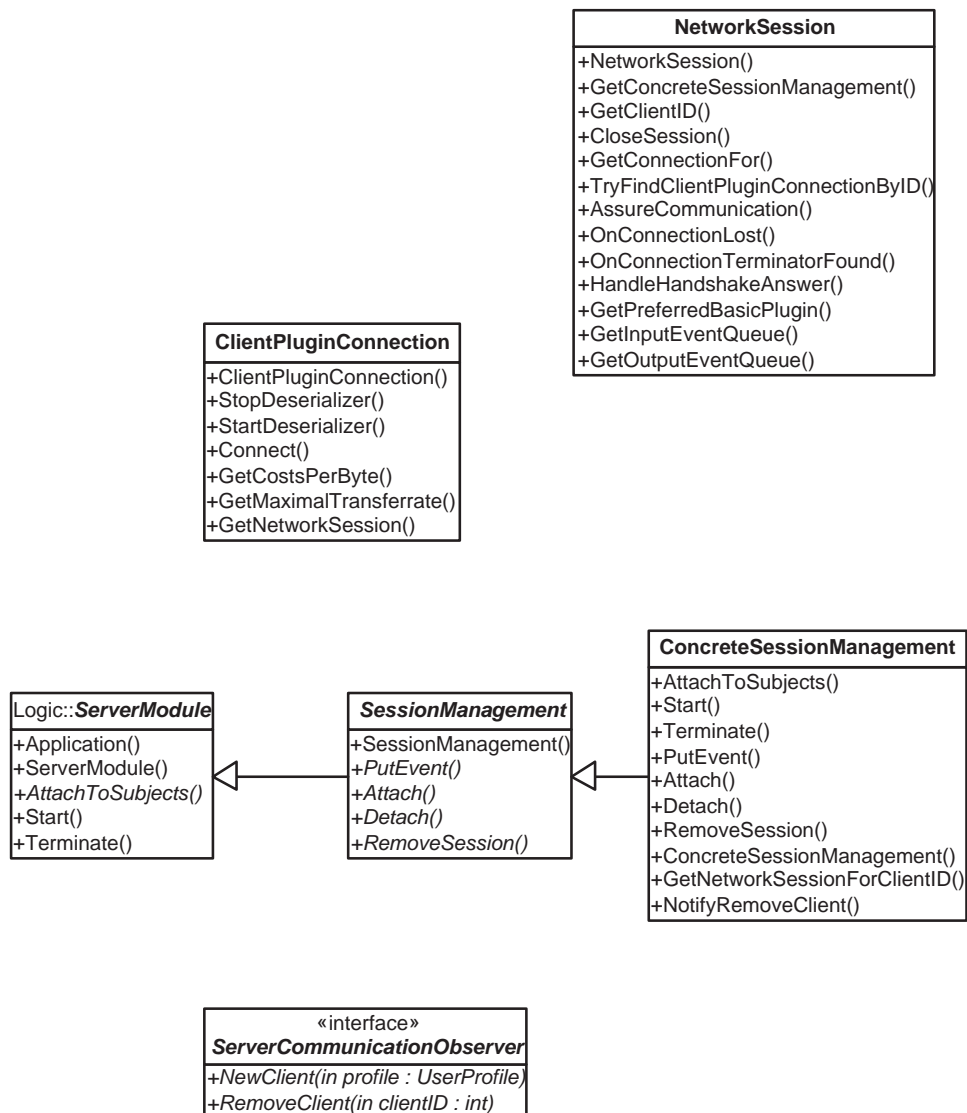 NetworkSession
+NetworkSession()
+GetConcreteSessionManagement()
+GetClientID()
+CloseSession()
+GetConnectionFor()
+TryFindClientPluginConnectionByID()
+AssureCommunication()
+OnConnectionLost()
+OnConnectionTerminatorFound()
+HandleHandshakeAnswer()
+GetPreferredBasicPlugin()
+GetInputEventQueue()
+GetOutputEventQueue()
ClientPluginConnection
+ClientPluginConnection()
+StopDeserializer()
+StartDeserializer()
+Connect()
+GetCostsPerByte()
+GetMaximalTransferrate()
+GetNetworkSession()
Logic::ServerModule
+Application()
+ServerModule()
+AttachToSubjects()
+Start()
+Terminate()
SessionManagement
+SessionManagement()
+PutEvent()
+Attach()
+Detach()
+RemoveSession()
ConcreteSessionManagement
+AttachToSubjects()
+Start()
+Terminate()
+PutEvent()
+Attach()
+Detach()
+RemoveSession()
+ConcreteSessionManagement()
+GetNetworkSessionForClientID()
+NotifyRemoveClient()
«interface»
ServerCommunicationObserver
+NewClient(in profile : UserProfile)
+RemoveClient(in clientID : int)